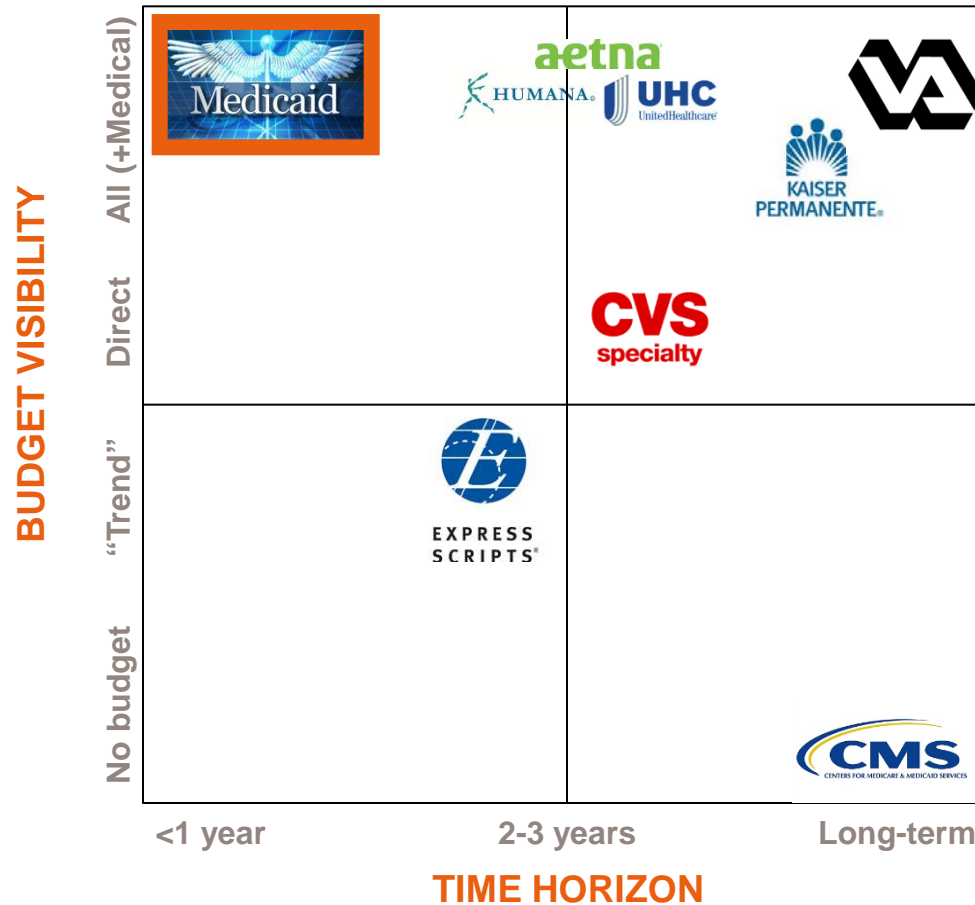 BUDGET VISIBILITY
All (+Medical)
Direct
“Trend”
No budget
Medicaid
aetna
HUMANA®
UHC
UnitedHealthcare®
VA
KAISER
PERMANENTE®
CVS
specialty
E
EXPRESS
SCRIPTS®
CMS
CENTERS FOR MEDICARE & MEDICAID SERVICES
<1 year
2-3 years
Long-term
TIME HORIZON